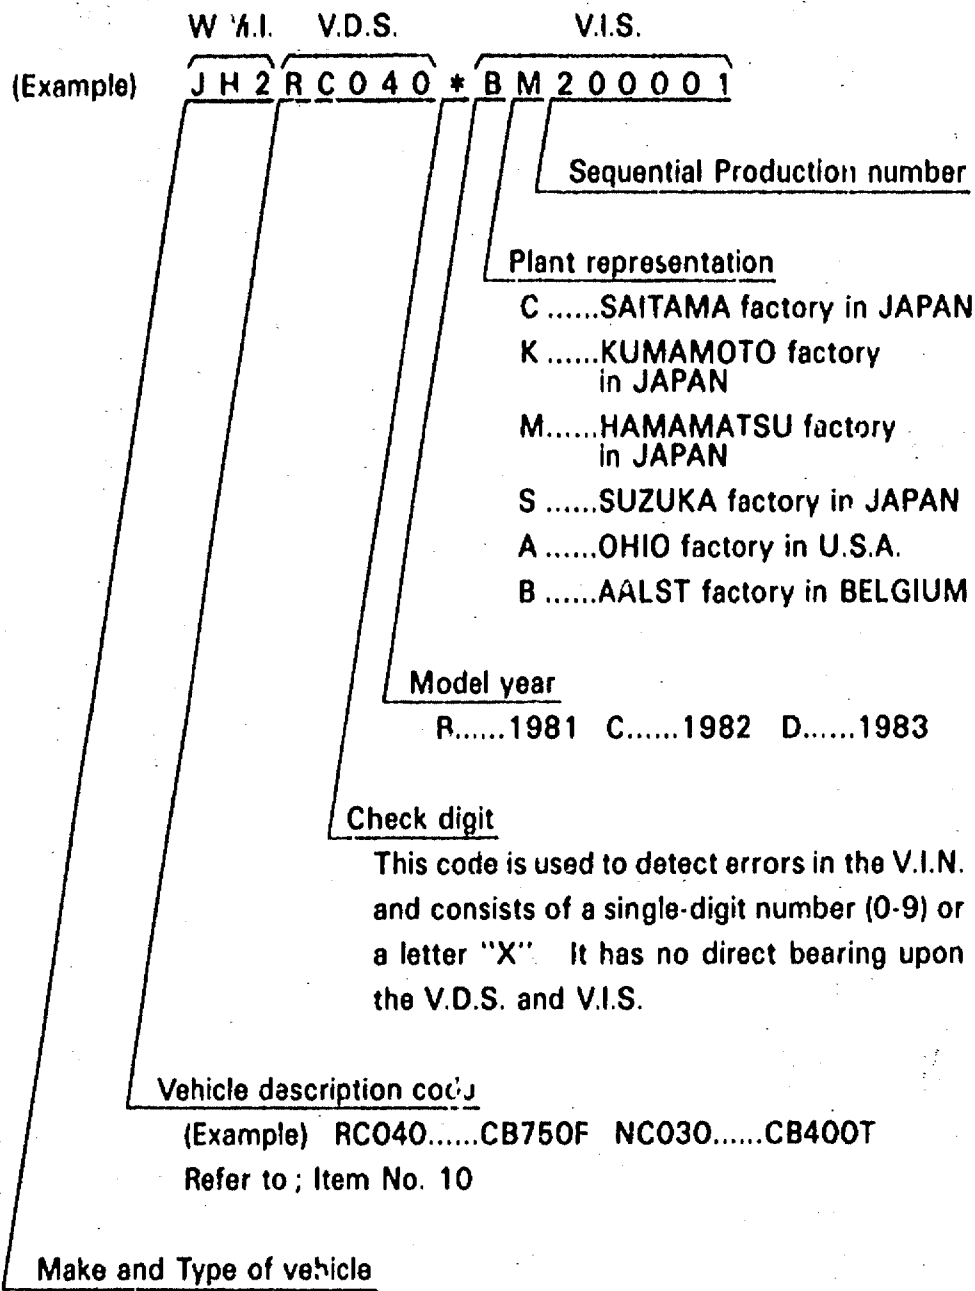 W.M.I. V.D.S. V.I.S.
(Example) JH2RC040*BM200001
Sequential Production number
Plant representation
C ......SAITAMA factory in JAPAN
K ......KUMAMOTO factory
in JAPAN
M......HAMAMATSU factory
in JAPAN
S ......SUZUKA factory in JAPAN
A ......OHIO factory in U.S.A.
B ......AALST factory in BELGIUM
Model year
B......1981 C......1982 D......1983
Check digit
This code is used to detect errors in the V.I.N.
and consists of a single-digit number (0-9) or
a letter "X". It has no direct bearing upon
the V.D.S. and V.I.S.
Vehicle description code
(Example) RC040......CB750F NC030......CB400T
Refer to ; Item No. 10
Make and Type of vehicle